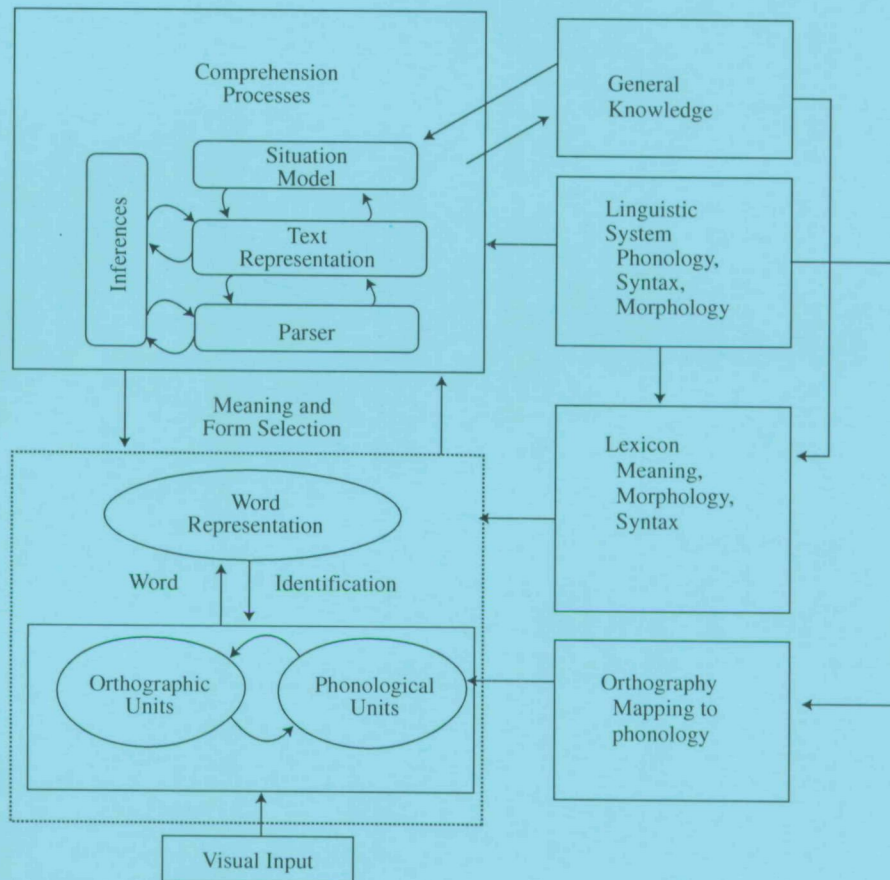 Comprehension
Processes
Situation
Model
Inferences
Text
Representation
Parser
General
Knowledge
Linguistic
System
Phonology,
Syntax,
Morphology
Meaning and
Form Selection
Word
Representation
Word Identification
Lexicon
Meaning,
Morphology,
Syntax
Orthographic
Units
Phonological
Units
Orthography
Mapping to
phonology
Visual Input